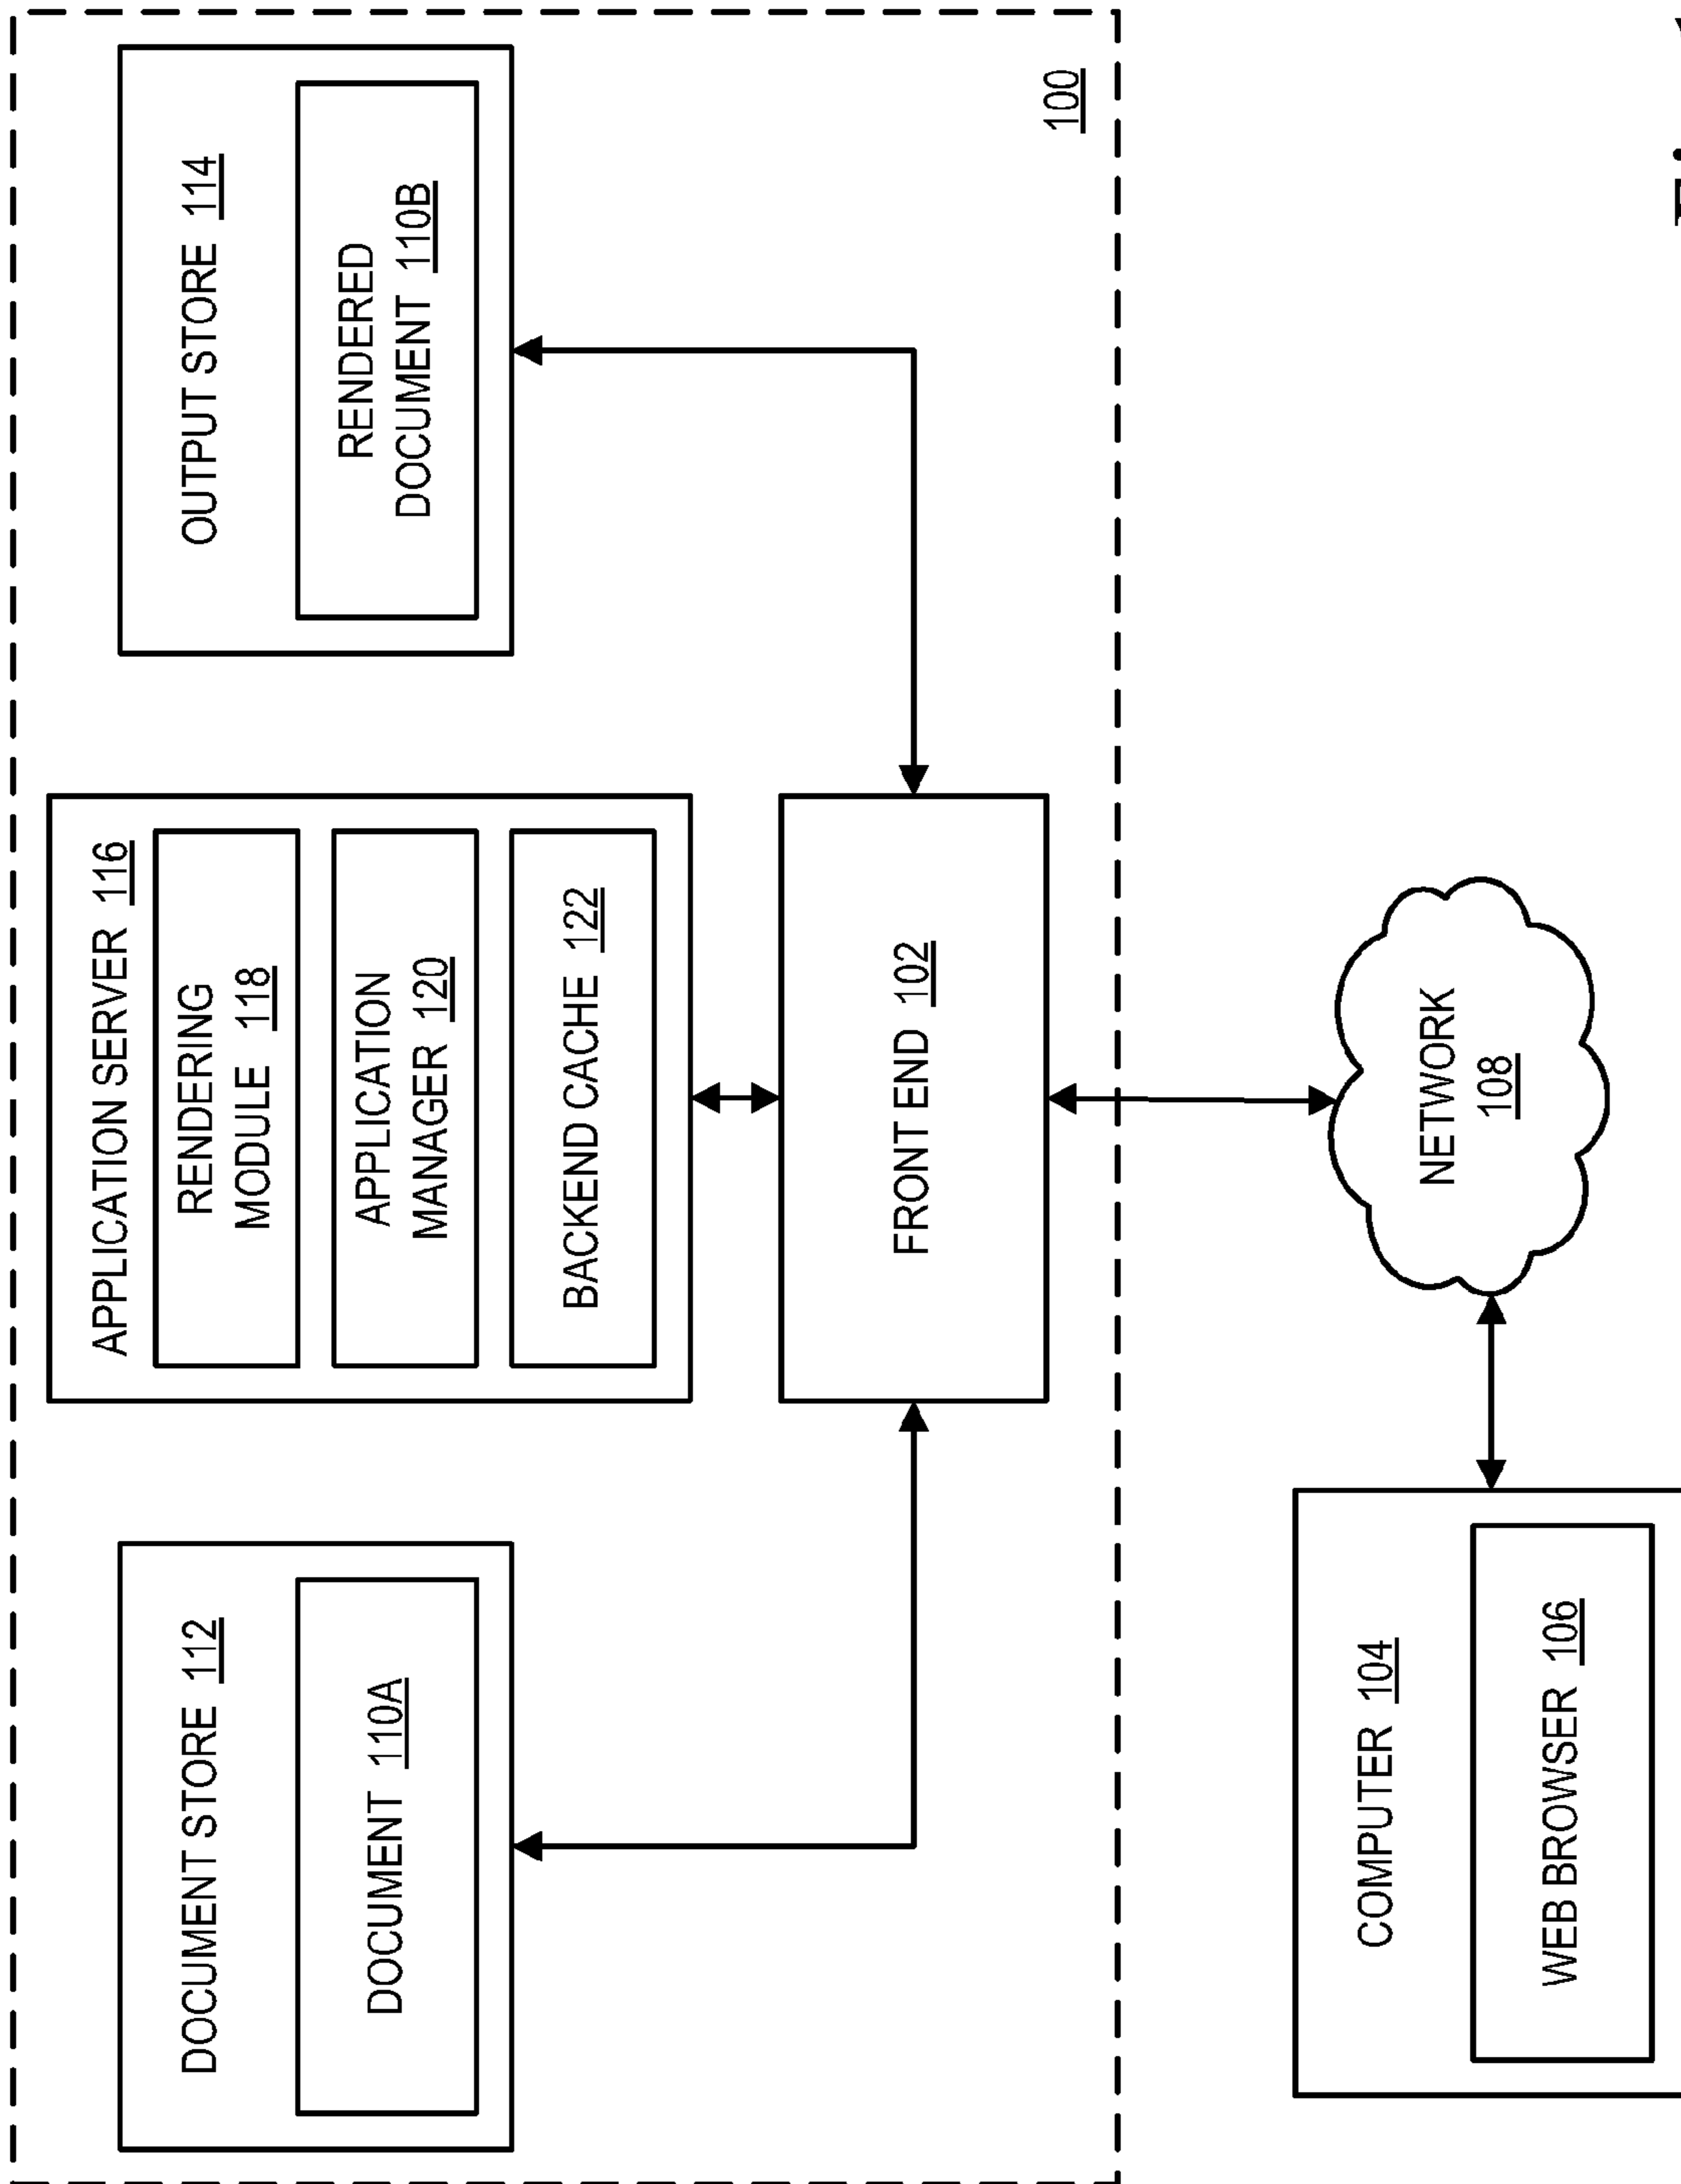 DOCUMENT STORE 112
DOCUMENT 110A
APPLICATION SERVER 116
RENDERING
MODULE 118
APPLICATION
MANAGER 120
BACKEND CACHE 122
OUTPUT STORE 114
RENDERED
DOCUMENT 110B
FRONT END 102
100
COMPUTER 104
WEB BROWSER 106
NETWORK
108